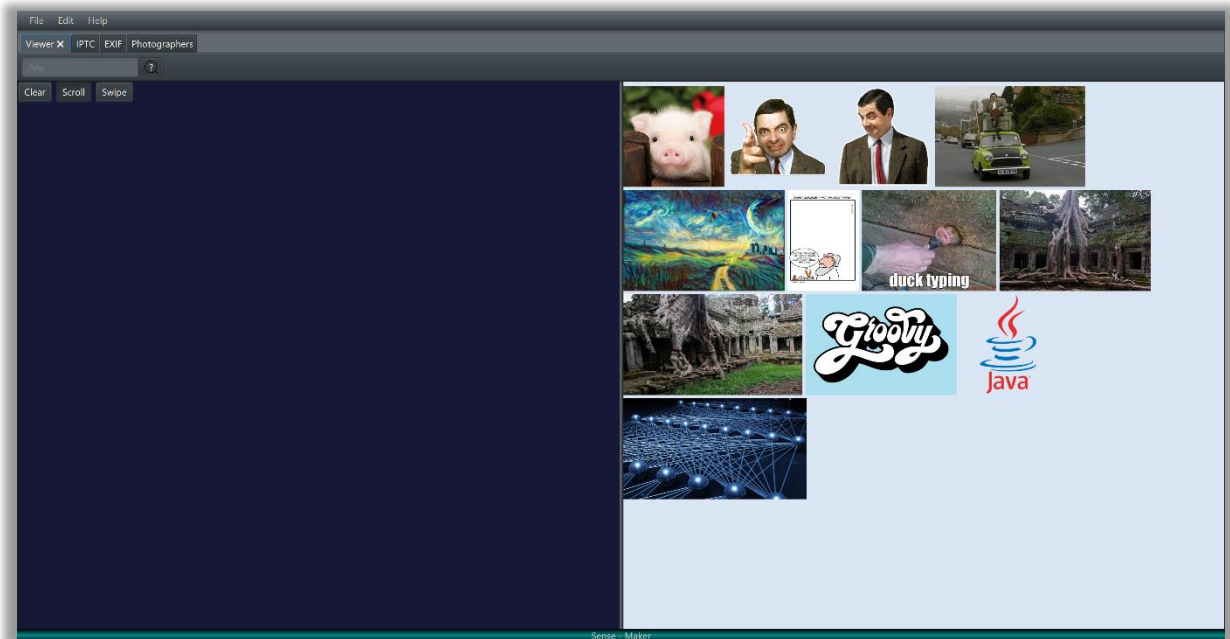 File Edit Help
Viewer X IPTC EXIF Photographers
Any
?
Clear Scroll Swipe
duck typing
Groovy
Java
Sense - Maker